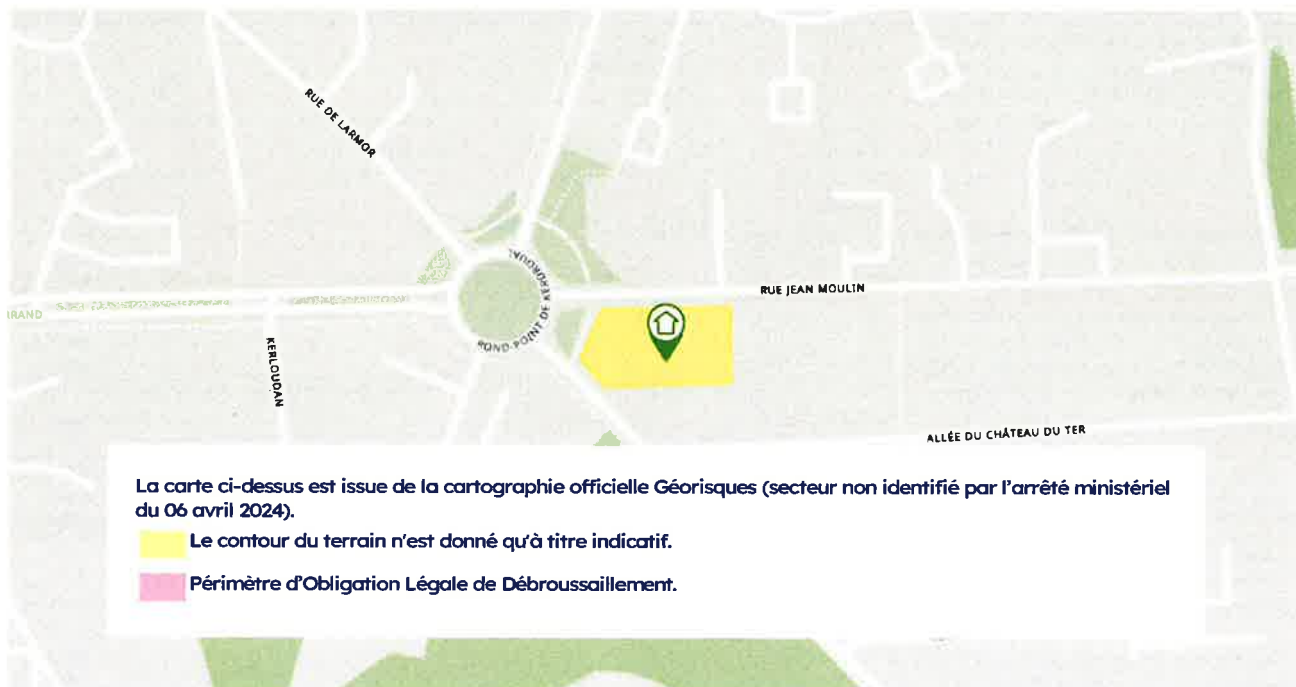 RUE DE LARMOR
ROND-POINT DE KERDROUAL
RUE JEAN MOULIN
RAND
KERLOUDAN
ALLÉE DU CHÂTEAU DU TER
La carte ci-dessus est issue de la cartographie officielle Géorisques (secteur non identifié par l'arrêté ministériel
du 06 avril 2024).
Le contour du terrain n'est donné qu'à titre indicatif.
Périmètre d'Obligation Légale de Débroussaillement.